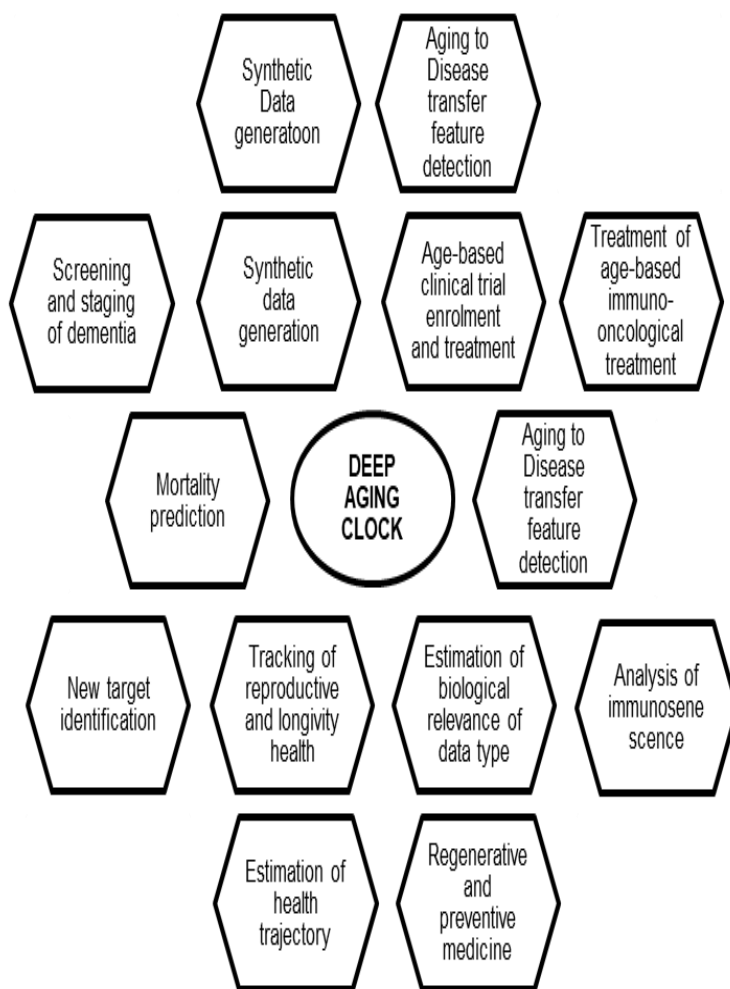 Synthetic
Data
generatoon
Aging to
Disease
transfer
feature
detection
Screening
and staging
of dementia
Synthetic
data
generation
Age-based
clinical trial
enrolment
and treatment
Treatment of
age-based
immuno-
oncological
treatment
Mortality
prediction
DEEP
AGING
CLOCK
Aging to
Disease
transfer
feature
detection
New target
identification
Tracking of
reproductive
and longivity
health
Estimation of
biological
relevance of
data type
Analysis of
immunosene
scence
Estimation of
health
trajectory
Regenerative
and
preventive
medicine